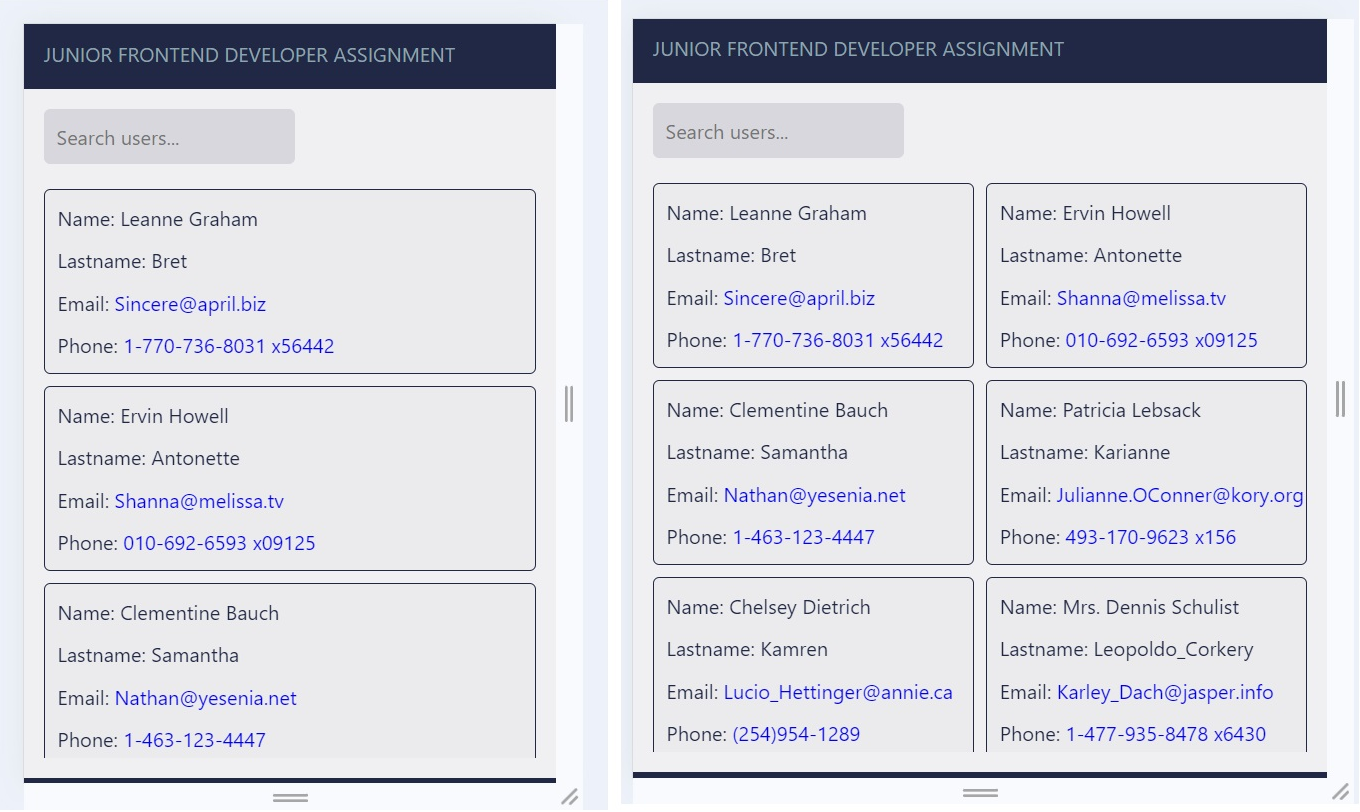 JUNIOR FRONTEND DEVELOPER ASSIGNMENT
Search users...
Name: Leanne Graham
Lastname: Bret
Email: Sincere@april.biz
Phone: 1-770-736-8031 x56442
Name: Ervin Howell
Lastname: Antonette
Email: Shanna@melissa.tv
Phone: 010-692-6593 x09125
Name: Clementine Bauch
Lastname: Samantha
Email: Nathan@yesenia.net
Phone: 1-463-123-4447
JUNIOR FRONTEND DEVELOPER ASSIGNMENT
Search users...
Name: Leanne Graham
Lastname: Bret
Email: Sincere@april.biz
Phone: 1-770-736-8031 x56442
Name: Ervin Howell
Lastname: Antonette
Email: Shanna@melissa.tv
Phone: 010-692-6593 x09125
Name: Clementine Bauch
Lastname: Samantha
Email: Nathan@yesenia.net
Phone: 1-463-123-4447
Name: Patricia Lebsack
Lastname: Karianne
Email: Julianne.OConner@kory.org
Phone: 493-170-9623 x156
Name: Chelsey Dietrich
Lastname: Kamren
Email: Lucio_Hettinger@annie.ca
Phone: (254)954-1289
Name: Mrs. Dennis Schulist
Lastname: Leopoldo_Corkery
Email: Karley_Dach@jasper.info
Phone: 1-477-935-8478 x6430